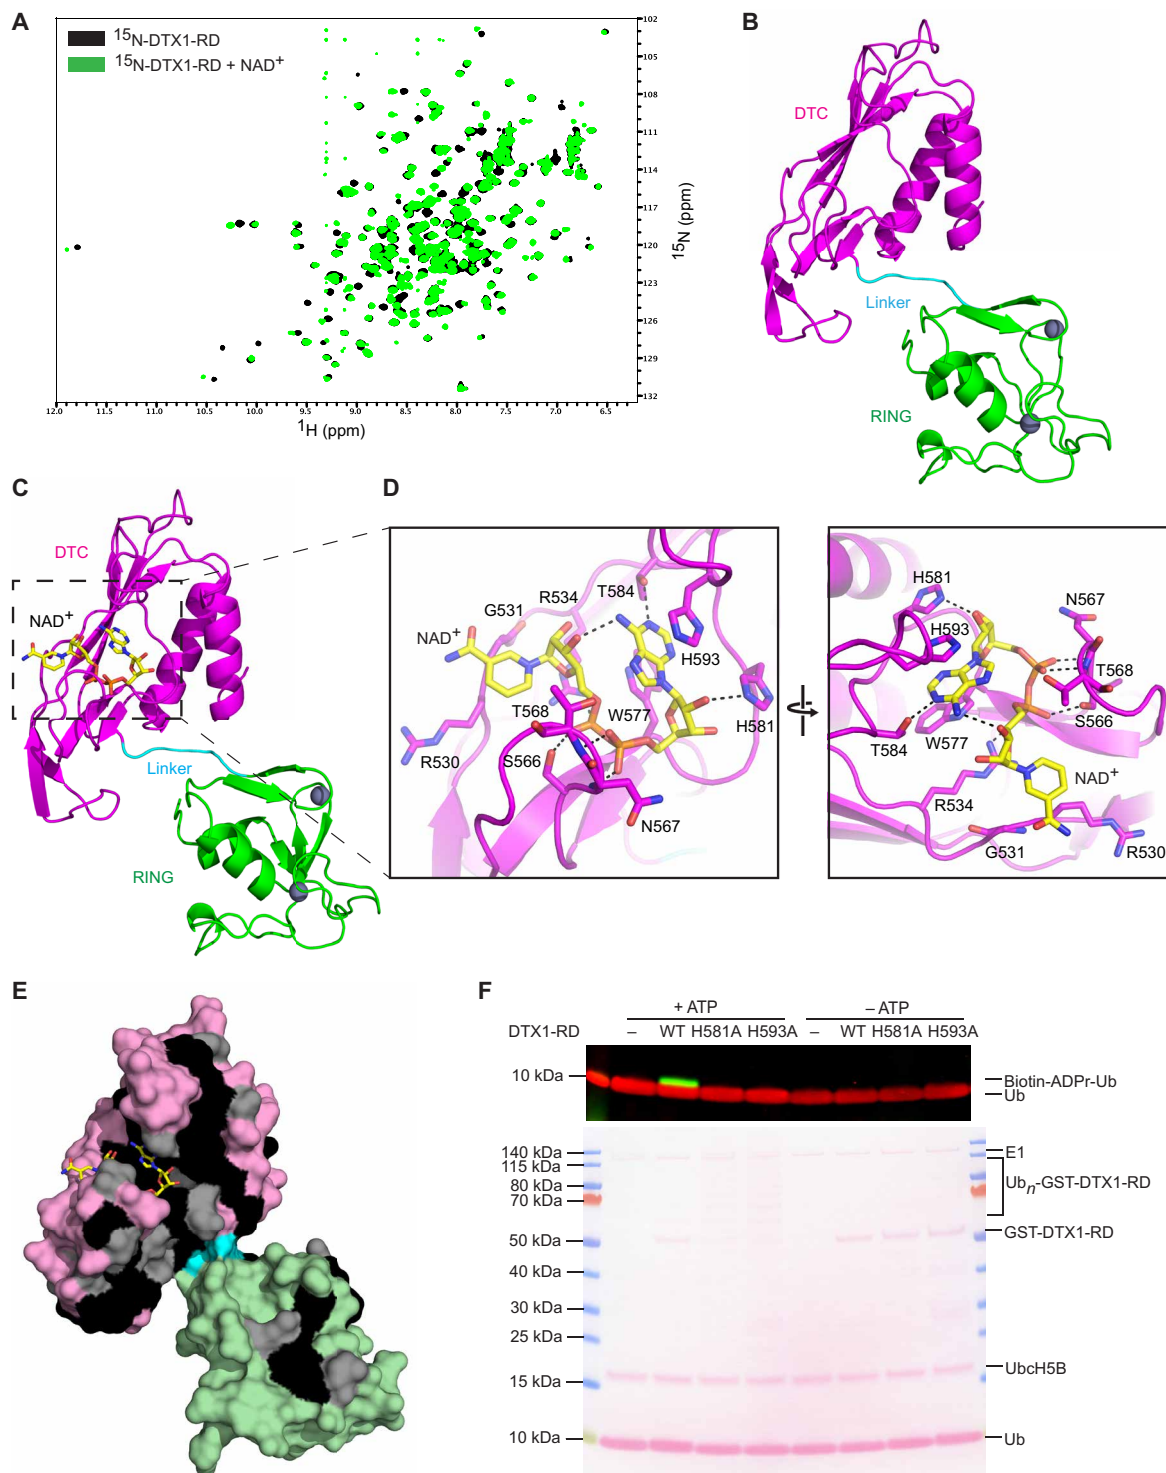 A
¹⁵N-DTX1-RD
¹⁵N-DTX1-RD + NAD⁺
102
105
108
111
114
117
120
123
126
129
132
¹⁵N (ppm)
12.0 11.5 11.0 10.5 10.0 9.5 9.0 8.5 8.0 7.5 7.0 6.5
¹H (ppm)
B
DTC
Linker
RING
C
DTC
NAD⁺
Linker
RING
D
T584
R534
G531
NAD⁺
H593
T568
W577
H581
R530
S566
N567
H581
N567
H593
T568
S566
T584
W577
NAD⁺
R534
G531
R530
E
F
+ ATP – ATP
DTX1-RD – WT H581A H593A – WT H581A H593A
10 kDa
Biotin-ADPr-Ub
Ub
140 kDa
115 kDa
80 kDa
70 kDa
50 kDa
40 kDa
30 kDa
25 kDa
15 kDa
10 kDa
E1
Ubn-GST-DTX1-RD
GST-DTX1-RD
UbcH5B
Ub